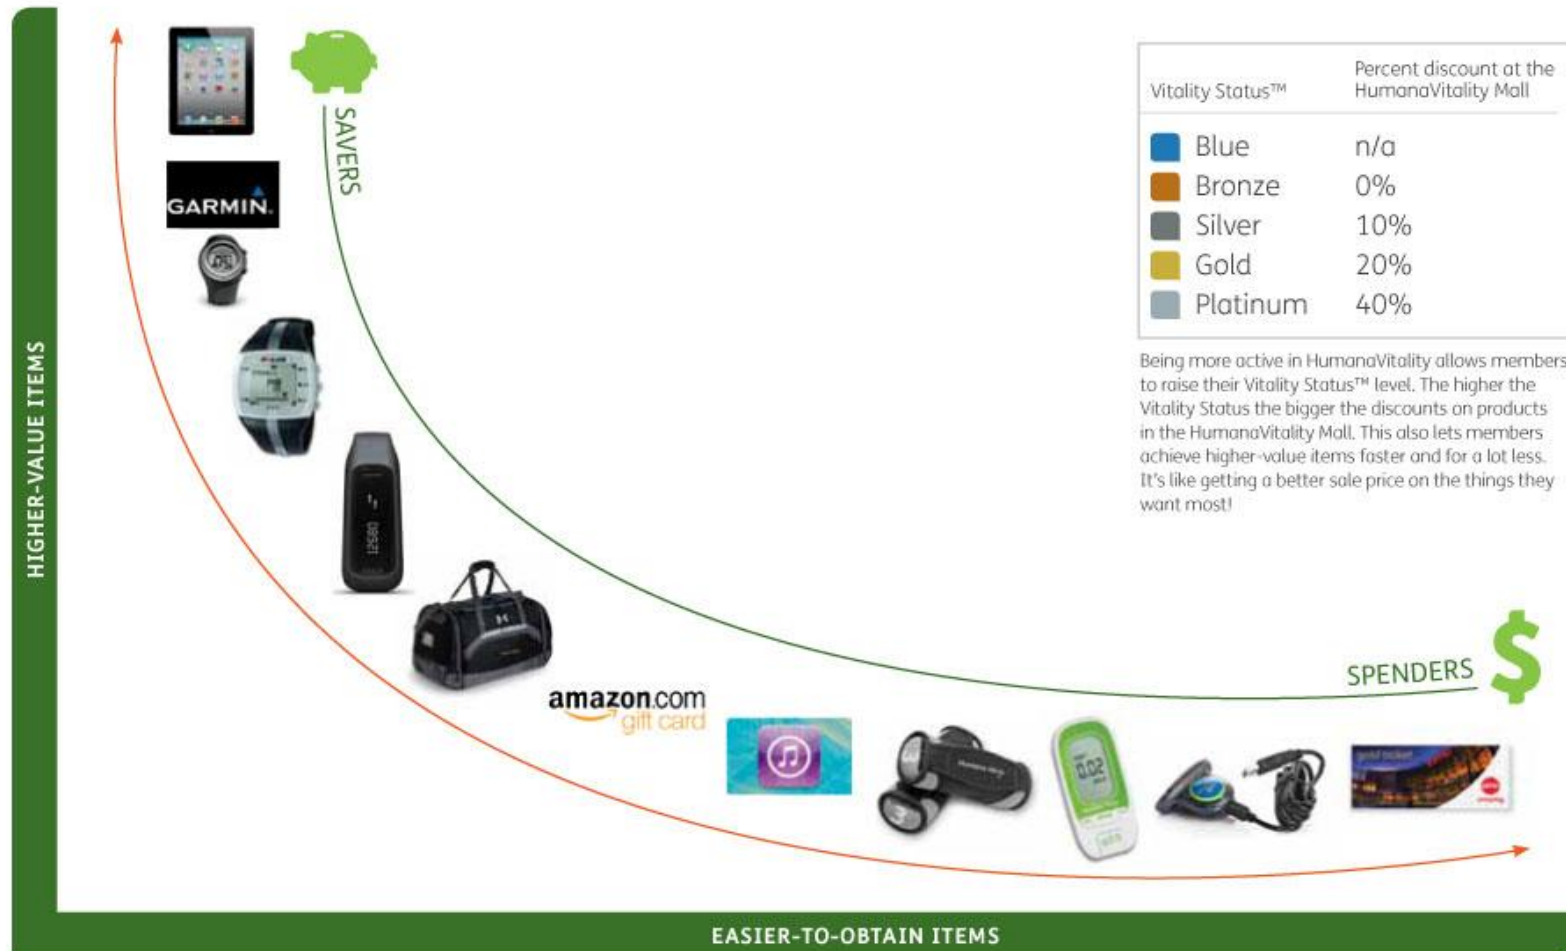 SAVERS
GARMIN.
HIGHER-VALUE ITEMS
Vitality Status™
Percent discount at the
HumanaVitality Mall
Blue n/a
Bronze 0%
Silver 10%
Gold 20%
Platinum 40%
Being more active in HumanaVitality allows members
to raise their Vitality Status™ level. The higher the
Vitality Status the bigger the discounts on products
in the HumanaVitality Mall. This also lets members
achieve higher-value items faster and for a lot less.
It's like getting a better sale price on the things they
want most!
12680
amazon.com
gift card
SPENDERS
$
3
0.02
EASIER-TO-OBTAIN ITEMS